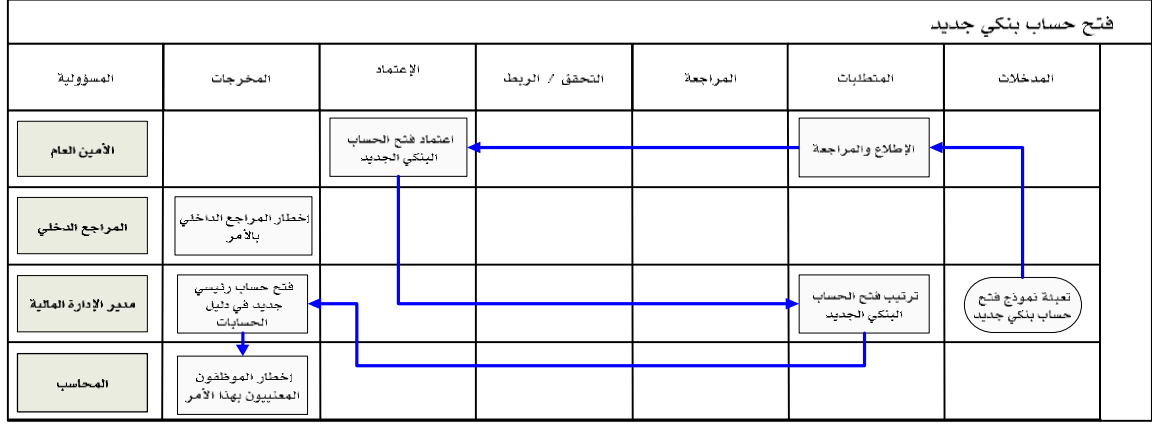 فتح حساب بنكي جديد
المدخلات
المتطلبات
المراجعة
التحقق / الربط
الإعتماد
المخرجات
المسؤولية
الإطلاع والمراجعة
اعتماد فتح الحساب
البنكي الجديد
الأمين العام
إخطار المراجع الداخلي
بالأمر
المراجع الدخلي
تعبئة نموذج فتح
حساب بنكي جديد
ترتيب فتح الحساب
البنكي الجديد
فتح حساب رئيسي
جديد في دليل
الحسابات
مدير الإدارة المالية
إخطار الموظفون
المعنييون بهذا الأمر
المحاسب